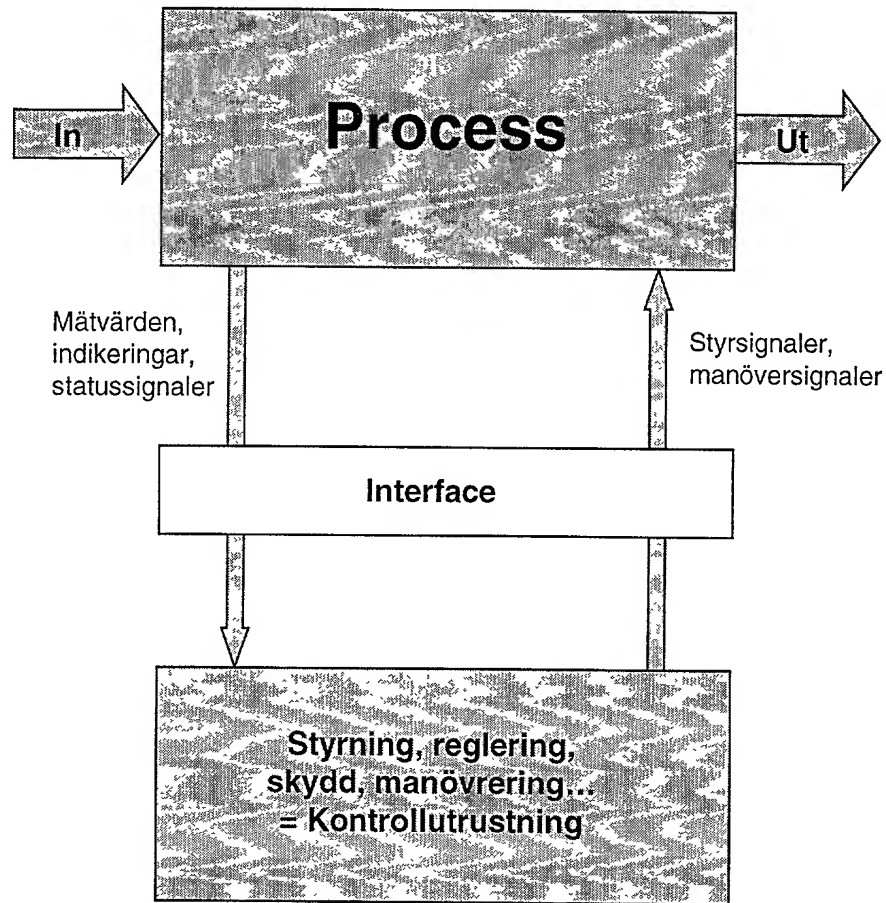 Process
In
Ut
Mätvärden,
indikeringar,
statussignaler
Styrsignaler,
manöversignaler
Interface
Styrning, reglering,
skydd, manövrering...
= Kontrollutrustning